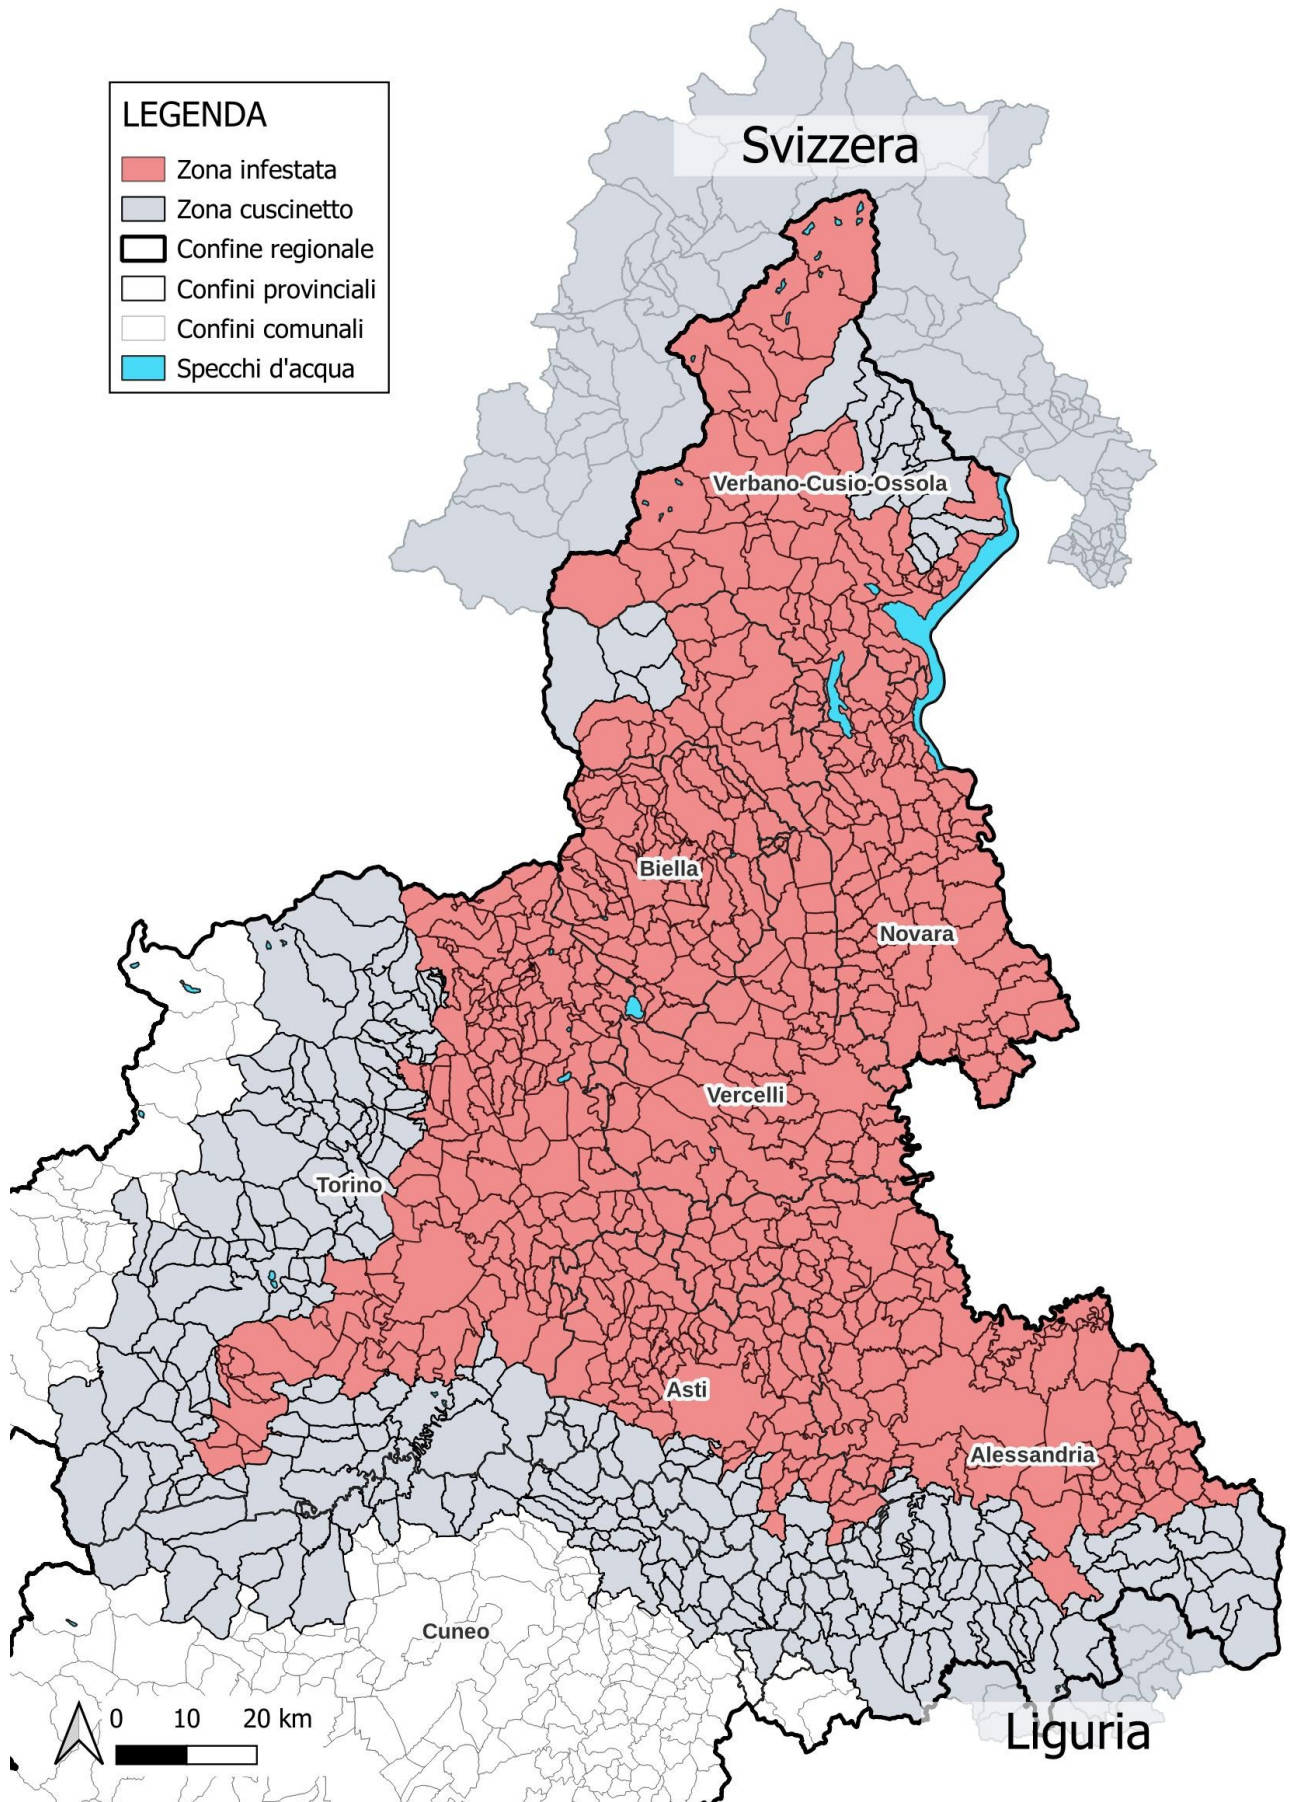 Svizzera
LEGENDA
Zona infestata
Zona cuscinetto
Confine regionale
Confini provinciali
Confini comunali
Specchi d'acqua
Verbano-Cusio-Ossola
Biella
Novara
Vercelli
Torino
Asti
Alessandria
Cuneo
0 10 20 km
Liguria